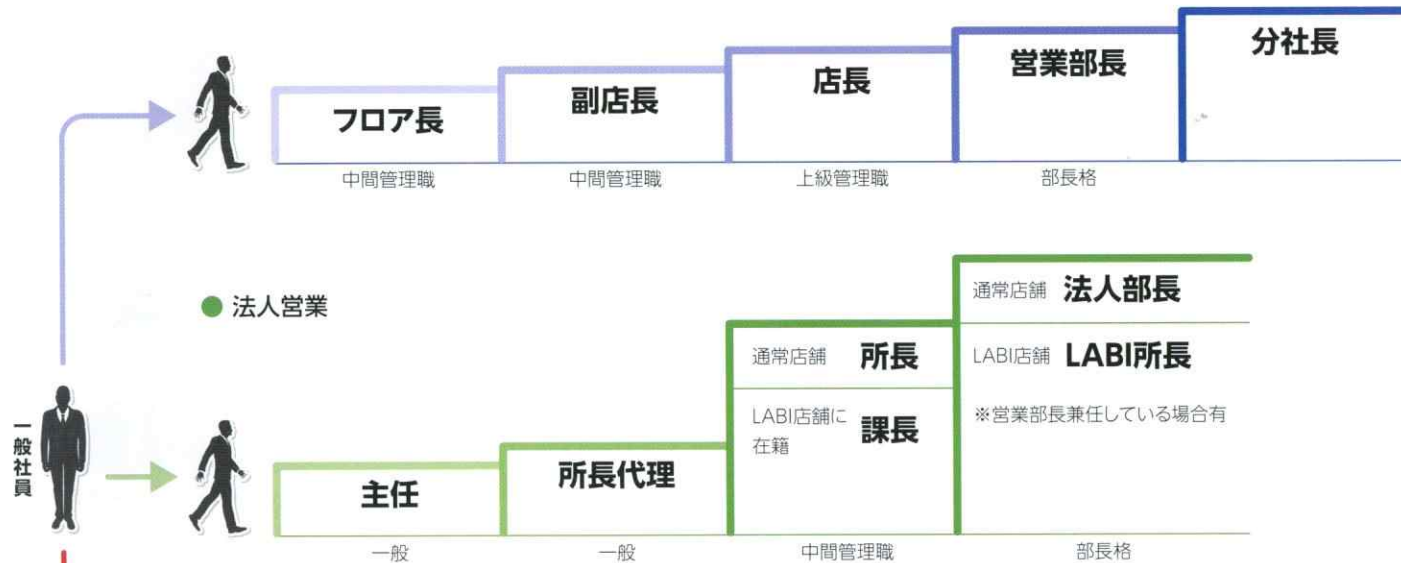 フロア長
副店長
店長
営業部長
分社長
中間管理職
中間管理職
上級管理職
部長格
● 法人営業
一般社員
主任
所長代理
通常店舗 所長
LABI店舗に
在籍
課長
通常店舗 法人部長
LABI店舗 LABI所長
※営業部長兼任している場合有
一般
一般
中間管理職
部長格